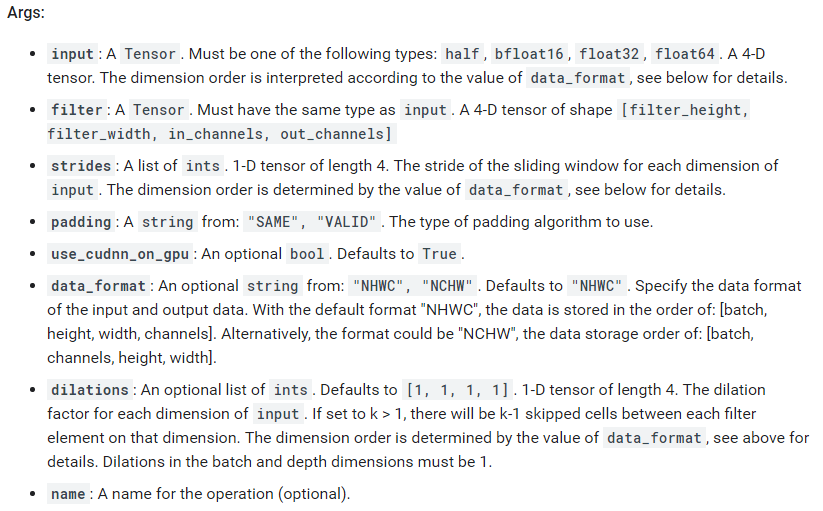 Args:
input : A Tensor . Must be one of the following types: half , bfloat16 , float32 , float64 . A 4-D
tensor. The dimension order is interpreted according to the value of data_format , see below for details.
filter : A Tensor . Must have the same type as input . A 4-D tensor of shape [filter_height,
filter_width, in_channels, out_channels]
strides : A list of ints . 1-D tensor of length 4. The stride of the sliding window for each dimension of
input . The dimension order is determined by the value of data_format , see below for details.
padding : A string from: "SAME", "VALID" . The type of padding algorithm to use.
use_cudnn_on_gpu : An optional bool . Defaults to True .
data_format : An optional string from: "NHWC", "NCHW" . Defaults to "NHWC" . Specify the data format
of the input and output data. With the default format "NHWC", the data is stored in the order of: [batch,
height, width, channels]. Alternatively, the format could be "NCHW", the data storage order of: [batch,
channels, height, width].
dilations : An optional list of ints . Defaults to [1, 1, 1, 1] . 1-D tensor of length 4. The dilation
factor for each dimension of input . If set to k > 1, there will be k-1 skipped cells between each filter
element on that dimension. The dimension order is determined by the value of data_format , see above for
details. Dilations in the batch and depth dimensions must be 1.
name : A name for the operation (optional).